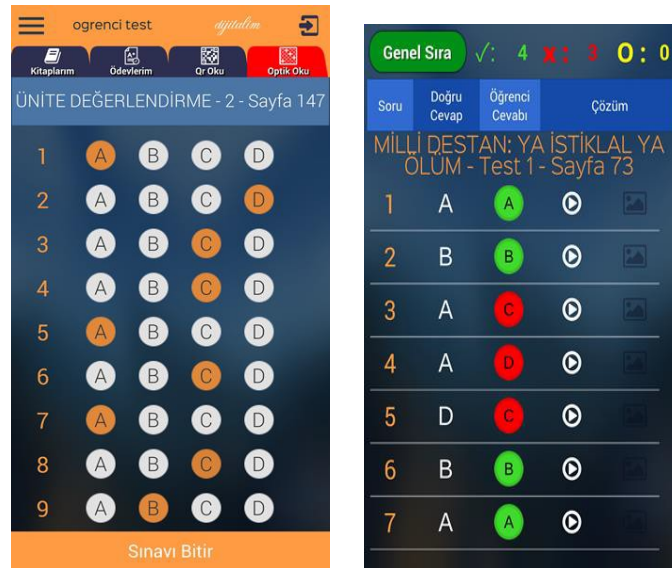 ogrenci test
dijitalim
Kitaplarım Ödevlerim Qr Oku Optik Oku
ÜNİTE DEĞERLENDİRME - 2 - Sayfa 147
1 A B C D
2 A B C D
3 A B C D
4 A B C D
5 A B C D
6 A B C D
7 A B C D
8 A B C D
9 A B C D
Sınavı Bitir
Genel Sıra √: 4 x: 3 O: 0
Soru Doğru Cevap Öğrenci Cevabı Çözüm
MİLLİ DESTAN: YA İSTİKLAL YA
ÖLÜM - Test 1 - Sayfa 73
1 A A
2 B B
3 A C
4 A D
5 D C
6 B B
7 A A